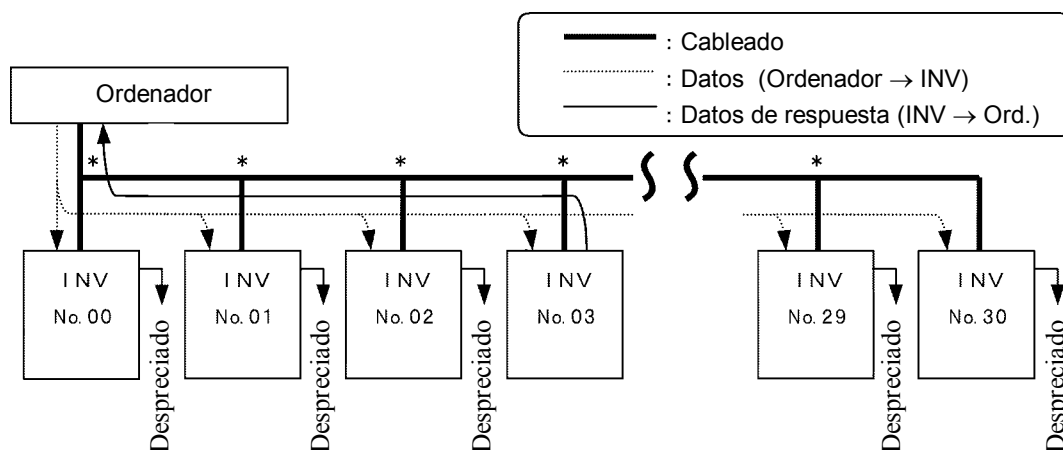 : Cableado
: Datos (Ordenador → INV)
: Datos de respuesta (INV → Ord.)
Ordenador
* * * * *
INV
No. 00
Despreciado
INV
No. 01
Despreciado
INV
No. 02
Despreciado
INV
No. 03
INV
No. 29
Despreciado
INV
No. 30
Despreciado